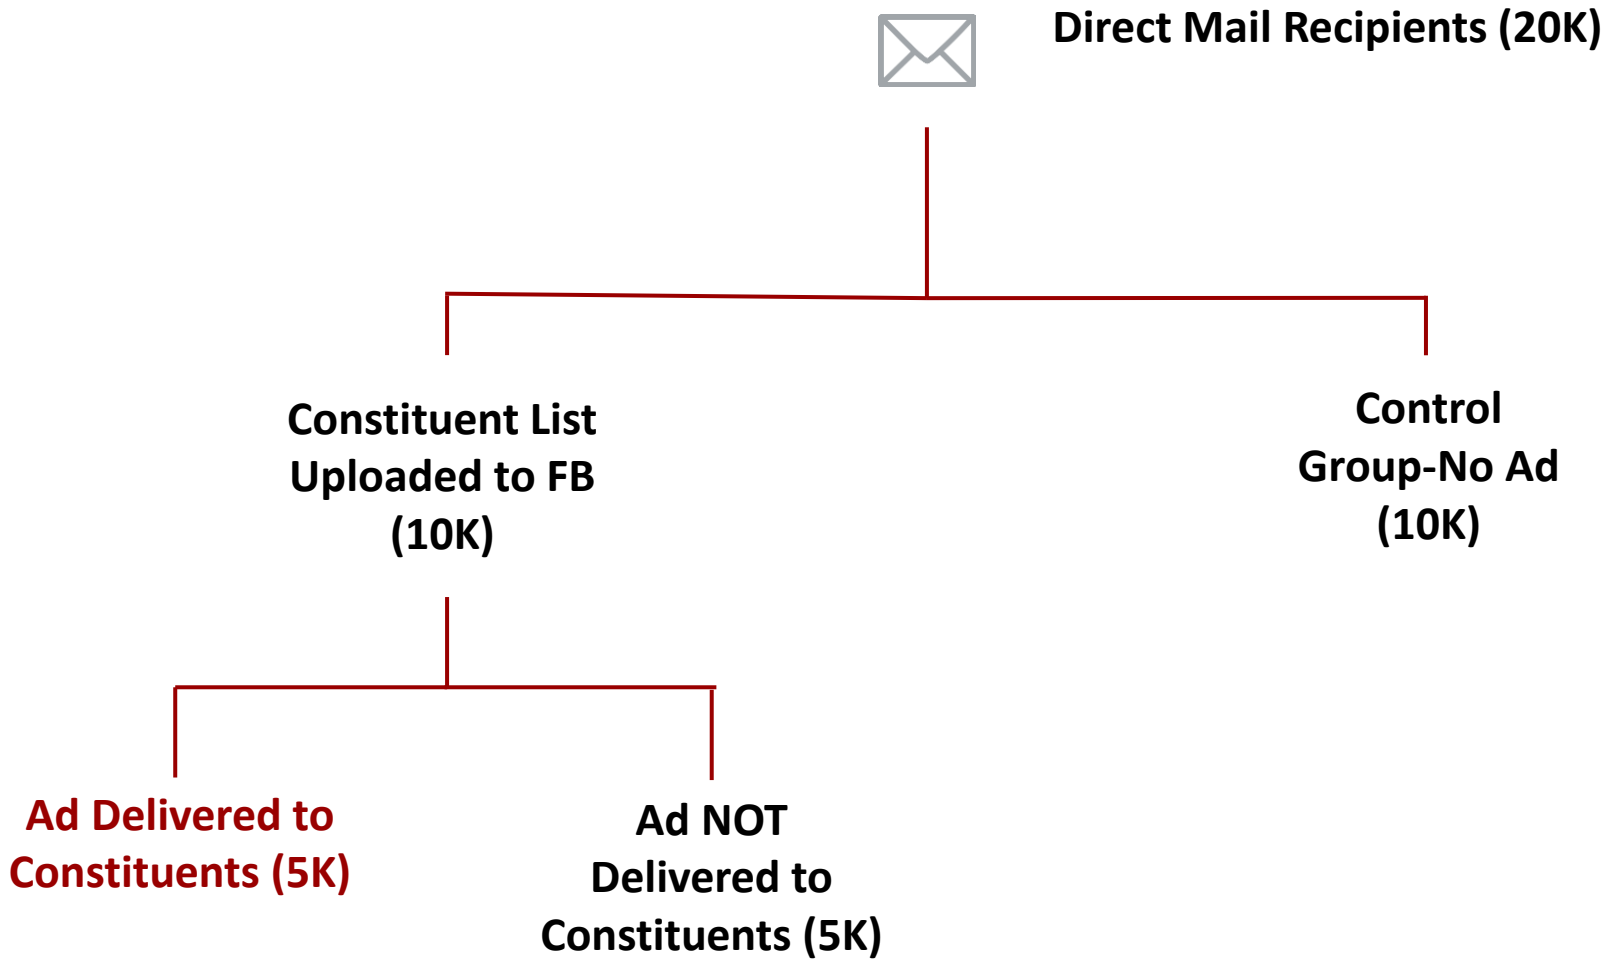 Direct Mail Recipients (20K)
Constituent List
Uploaded to FB
(10K)
Control
Group-No Ad
(10K)
Ad Delivered to
Constituents (5K)
Ad NOT
Delivered to
Constituents (5K)